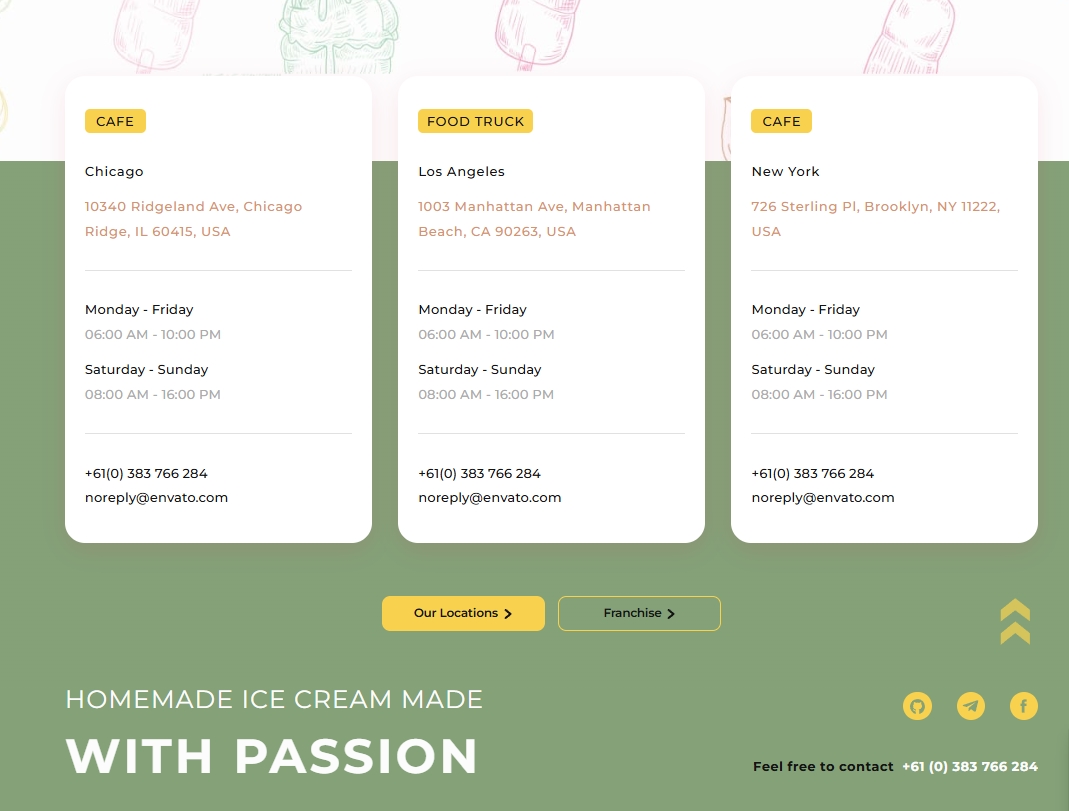 CAFE
Chicago
10340 Ridgeland Ave, Chicago
Ridge, IL 60415, USA
Monday - Friday
06:00 AM - 10:00 PM
Saturday - Sunday
08:00 AM - 16:00 PM
+61(0) 383 766 284
noreply@envato.com
FOOD TRUCK
Los Angeles
1003 Manhattan Ave, Manhattan
Beach, CA 90263, USA
Monday - Friday
06:00 AM - 10:00 PM
Saturday - Sunday
08:00 AM - 16:00 PM
+61(0) 383 766 284
noreply@envato.com
CAFE
New York
726 Sterling Pl, Brooklyn, NY 11222,
USA
Monday - Friday
06:00 AM - 10:00 PM
Saturday - Sunday
08:00 AM - 16:00 PM
+61(0) 383 766 284
noreply@envato.com
Our Locations
Franchise
HOMEMADE ICE CREAM MADE
WITH PASSION
Feel free to contact +61 (0) 383 766 284